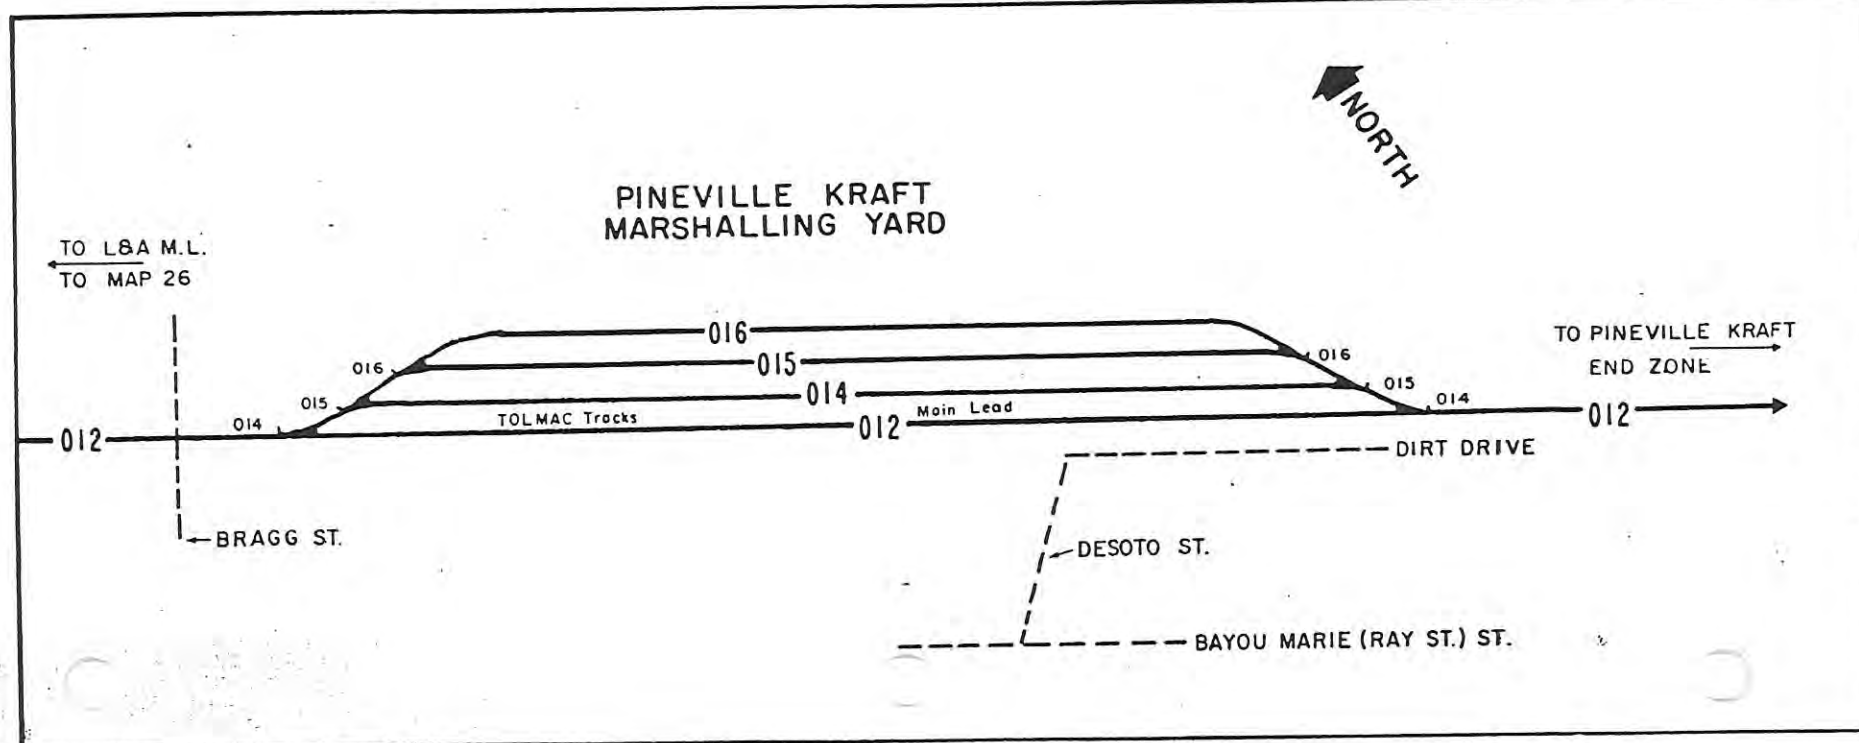 NORTH
PINEVILLE KRAFT
MARSHALLING YARD
TO L&A M.L.
TO MAP 26
TO PINEVILLE KRAFT
END ZONE
016
015
014
012
016
015
014
016
015
014
012
012
TOLMAC Tracks
Main Lead
DIRT DRIVE
BRAGG ST.
DESOTO ST.
BAYOU MARIE (RAY ST.) ST.